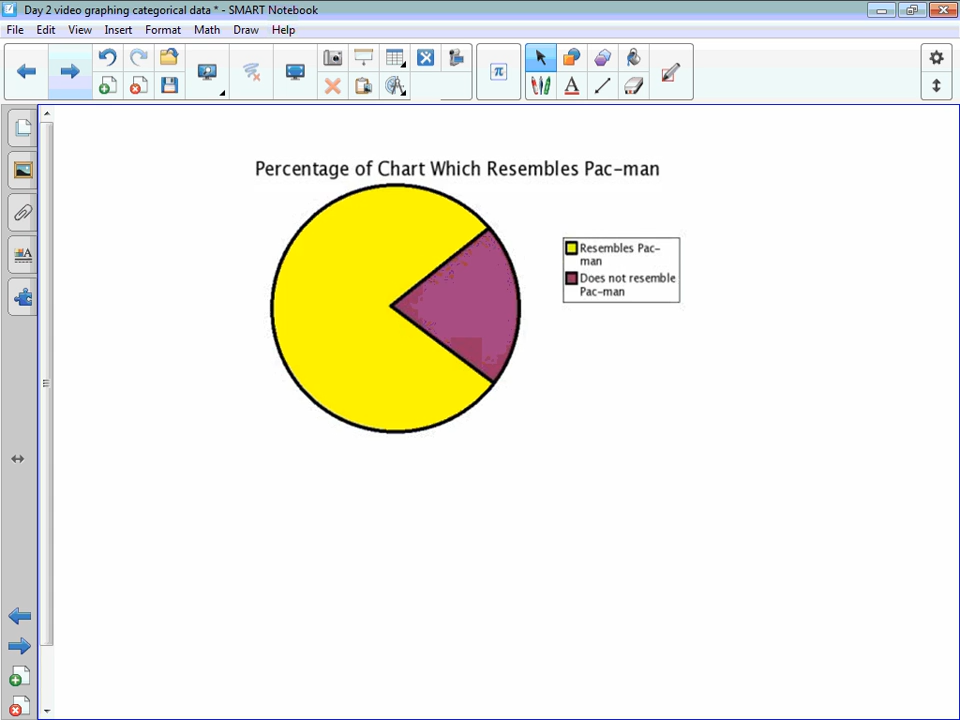 Day 2 video graphing categorical data * - SMART Notebook
File Edit View Insert Format Math Draw Help
π
A
Percentage of Chart Which Resembles Pac-man
Resembles Pac-
man
Does not resemble
Pac-man